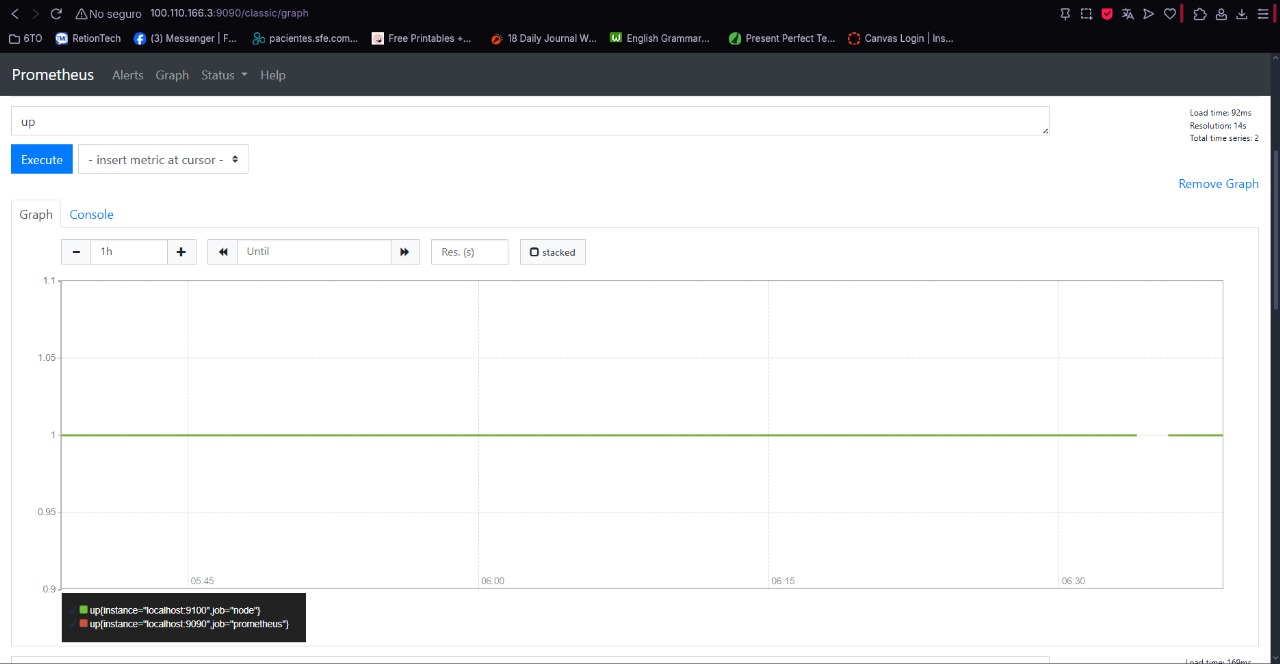 No seguro 100.110.166.3:9090/classic/graph
6TO RetionTech (3) Messenger | F... pacientes.sfe.com... Free Printables +... 18 Daily Journal W... English Grammar... Present Perfect Te... Canvas Login | Ins...
Prometheus Alerts Graph Status Help
up
Load time: 92ms
Resolution: 14s
Total time series: 2
Execute - insert metric at cursor -
Remove Graph
Graph Console
1h Until Res. (s) stacked
1.1
1.05
1
0.95
0.9
05:45 06:00 06:15 06:30
up{instance="localhost:9100",job="node"}
up{instance="localhost:9090",job="prometheus"}
Load time: 169ms